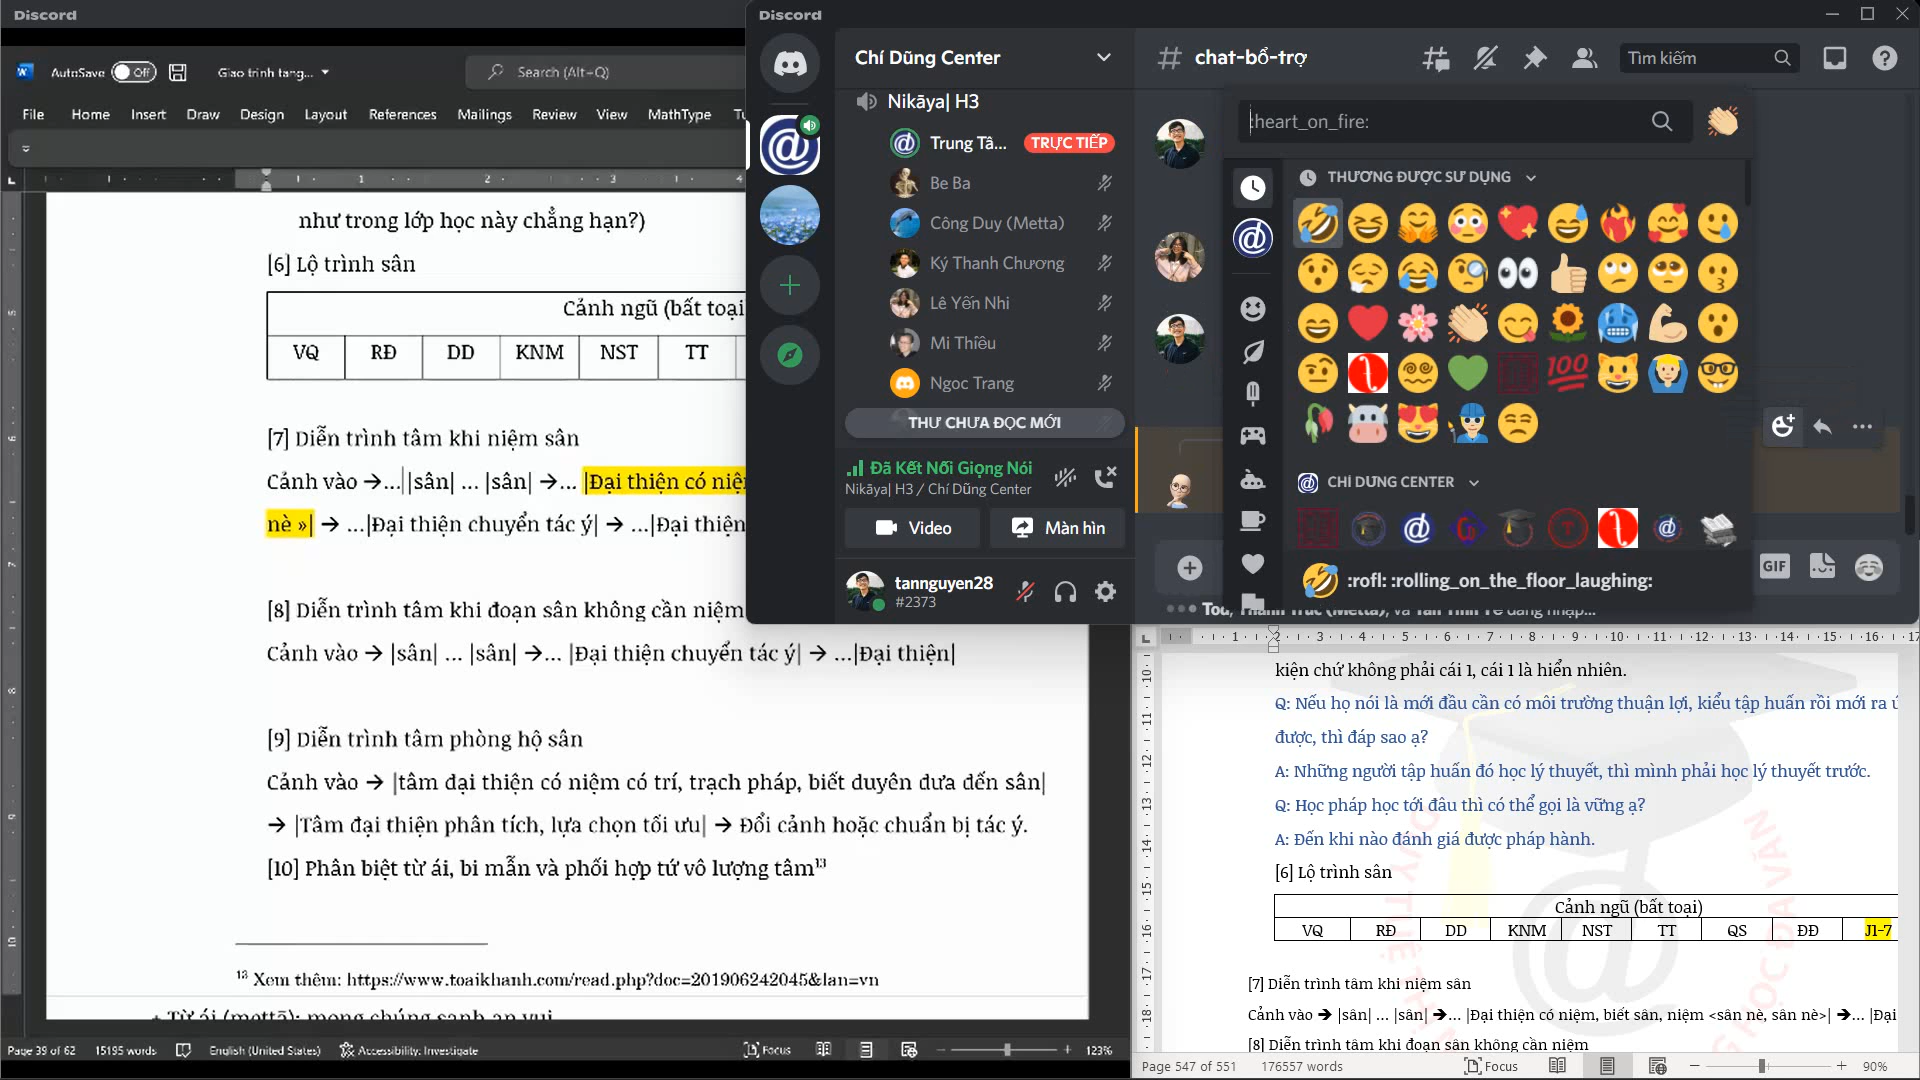 Discord
AutoSave Off Giao trinh tang... Search (Alt+Q)
File Home Insert Draw Design Layout References Mailings Review View MathType
như trong lớp học này chẳng hạn?)
[6] Lộ trình sân
Cảnh ngũ (bất toại
VQ RĐ DD KNM NST TT
[7] Diễn trình tâm khi niệm sân
Cảnh vào →...||sân| ... |sân| →... |Đại thiện có niệm
nè »| → ...|Đại thiện chuyển tác ý| → ...|Đại thiện
[8] Diễn trình tâm khi đoạn sân không cần niệm
Cảnh vào → |sân| ... |sân| →... |Đại thiện chuyển tác ý| → ...|Đại thiện|
[9] Diễn trình tâm phòng hộ sân
Cảnh vào → |tâm đại thiện có niệm có trí, trạch pháp, biết duyên đưa đến sân|
→ |Tâm đại thiện phân tích, lựa chọn tối ưu| → Đổi cảnh hoặc chuẩn bị tác ý.
[10] Phân biệt từ ái, bi mẫn và phối hợp tứ vô lượng tâm¹³
¹³ Xem thêm: https://www.toaikhanh.com/read.php?doc=201906242045&lan=vn
+ Từ ái (mettā): mong chúng sanh an vui
Page 39 of 62 15195 words English (United States) Accessibility: Investigate Focus 123%
Discord
Chí Dũng Center
Nikāya| H3
Trung Tâ... TRỰC TIẾP
Be Ba
Công Duy (Metta)
Ký Thanh Chương
Lê Yến Nhi
Mi Thiều
Ngoc Trang
THƯ CHƯA ĐỌC MỚI
Đã Kết Nối Giọng Nói
Nikāya| H3 / Chí Dũng Center
Video Màn hìn
tannguyen28
#2373
chat-bổ-trợ
Tìm kiếm
:heart_on_fire:
THƯỜNG ĐƯỢC SỬ DỤNG
CHÍ DŨNG CENTER
:rofl: :rolling_on_the_floor_laughing:
GIF
kiện chứ không phải cái 1, cái 1 là hiển nhiên.
Q: Nếu họ nói là mới đầu cần có môi trường thuận lợi, kiểu tập huấn rồi mới ra
được, thì đáp sao ạ?
A: Những người tập huấn đó học lý thuyết, thì mình phải học lý thuyết trước.
Q: Học pháp học tới đâu thì có thể gọi là vững ạ?
A: Đến khi nào đánh giá được pháp hành.
[6] Lộ trình sân
Cảnh ngũ (bất toại)
VQ RĐ DD KNM NST TT QS ĐĐ J1-7
[7] Diễn trình tâm khi niệm sân
Cảnh vào → |sân| ... |sân| →... |Đại thiện có niệm, biết sân, niệm <sân nè, sân nè>| →... |Đại
[8] Diễn trình tâm khi đoạn sân không cần niệm
Page 547 of 551 176557 words Focus 90%